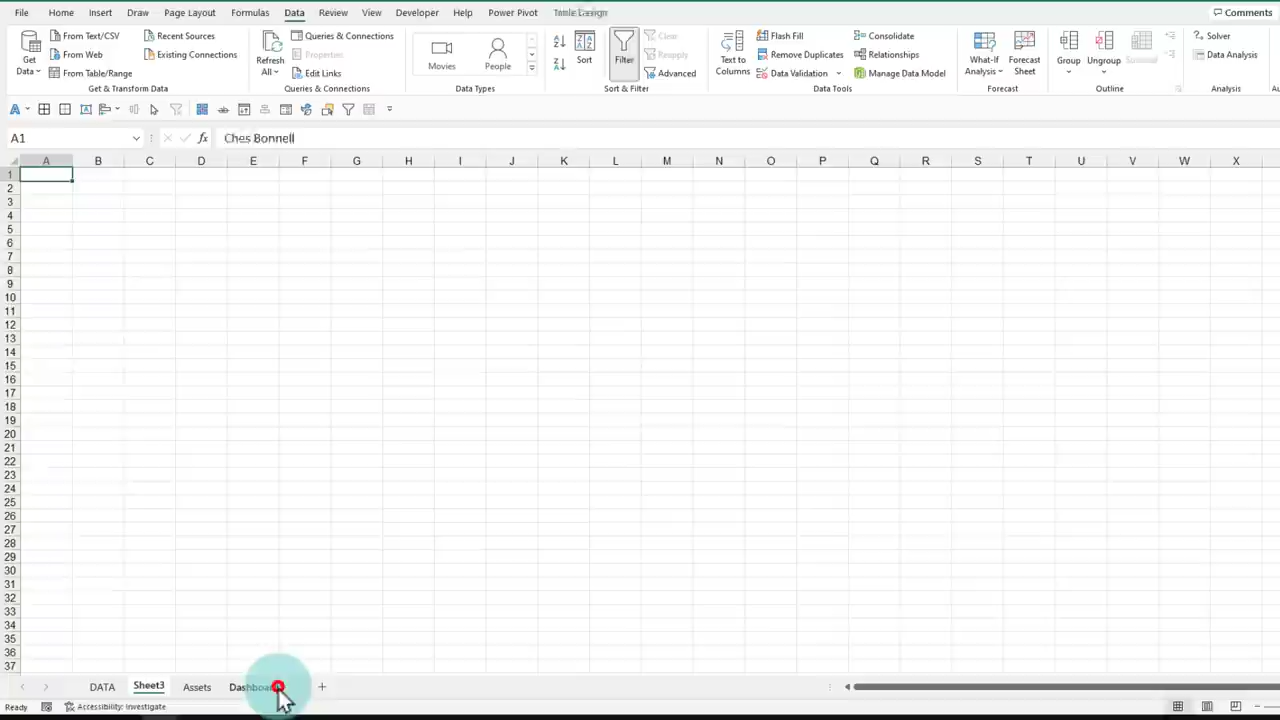 File Home Insert Draw Page Layout Formulas Data Review View Developer Help Power Pivot Comments
Get Data
From Text/CSV
From Web
From Table/Range
Recent Sources
Existing Connections
Get & Transform Data
Refresh All
Queries & Connections
Properties
Edit Links
Queries & Connections
Movies
People
Data Types
Sort
Filter
Clear
Reapply
Advanced
Sort & Filter
Text to Columns
Flash Fill
Remove Duplicates
Data Validation
Consolidate
Relationships
Manage Data Model
Data Tools
What-If Analysis
Forecast Sheet
Forecast
Group
Ungroup
Outline
Solver
Data Analysis
Analysis
A1
fx
Ches Bonnell
A B C D E F G H I J K L M N O P Q R S T U V W X
1
2
3
4
5
6
7
8
9
10
11
12
13
14
15
16
17
18
19
20
21
22
23
24
25
26
27
28
29
30
31
32
33
34
35
36
37
DATA Sheet3 Assets
Ready Accessibility: Investigate